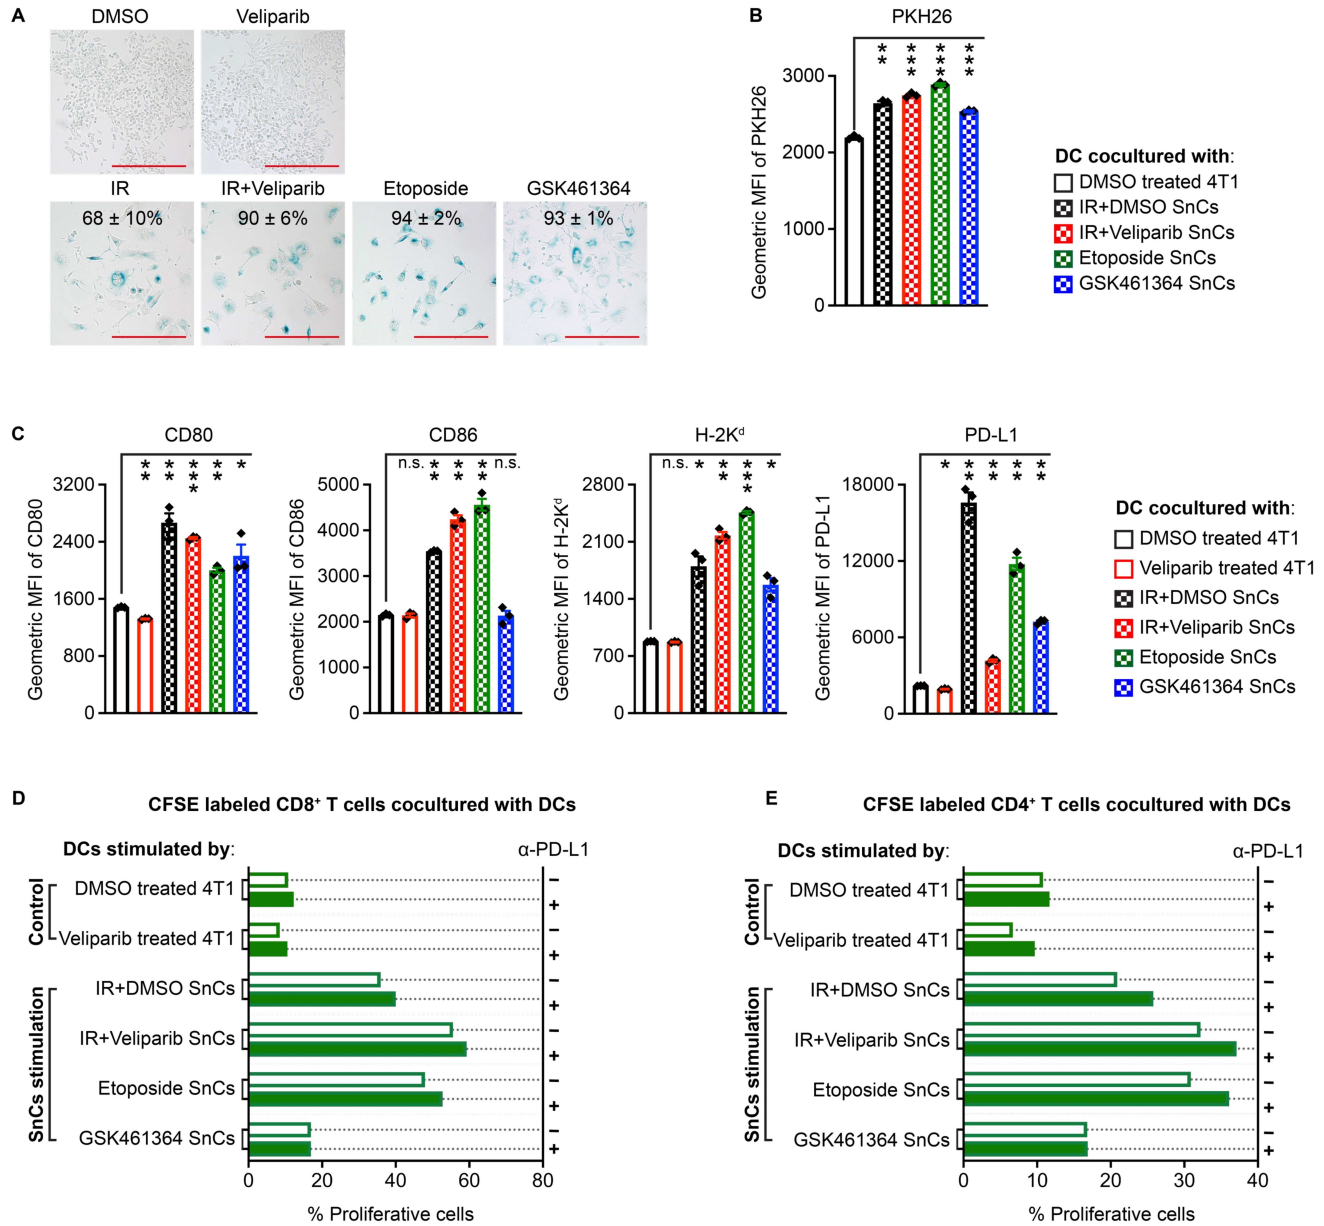 A
DMSO
Veliparib
IR
IR+Veliparib
Etoposide
GSK461364
68 ± 10%
90 ± 6%
94 ± 2%
93 ± 1%
B
PKH26
** *** *** ***
Geometric MFI of PKH26
3000
2000
1000
0
DC cocultured with:
DMSO treated 4T1
IR+DMSO SnCs
IR+Veliparib SnCs
Etoposide SnCs
GSK461364 SnCs
C
CD80
** ** *** ** *
Geometric MFI of CD80
3200
2400
1600
800
0
CD86
n.s. ** ** ** n.s.
Geometric MFI of CD86
5000
4000
3000
2000
1000
0
H-2Kᵈ
n.s. * ** *** *
Geometric MFI of H-2Kᵈ
2800
2100
1400
700
0
PD-L1
* ** ** ** **
Geometric MFI of PD-L1
18000
12000
6000
0
DC cocultured with:
DMSO treated 4T1
Veliparib treated 4T1
IR+DMSO SnCs
IR+Veliparib SnCs
Etoposide SnCs
GSK461364 SnCs
D
CFSE labeled CD8⁺ T cells cocultured with DCs
DCs stimulated by:
α-PD-L1
Control
DMSO treated 4T1
−
+
Veliparib treated 4T1
−
+
SnCs stimulation
IR+DMSO SnCs
−
+
IR+Veliparib SnCs
−
+
Etoposide SnCs
−
+
GSK461364 SnCs
−
+
0 20 40 60 80
% Proliferative cells
E
CFSE labeled CD4⁺ T cells cocultured with DCs
DCs stimulated by:
α-PD-L1
Control
DMSO treated 4T1
−
+
Veliparib treated 4T1
−
+
SnCs stimulation
IR+DMSO SnCs
−
+
IR+Veliparib SnCs
−
+
Etoposide SnCs
−
+
GSK461364 SnCs
−
+
0 10 20 30 40
% Proliferative cells